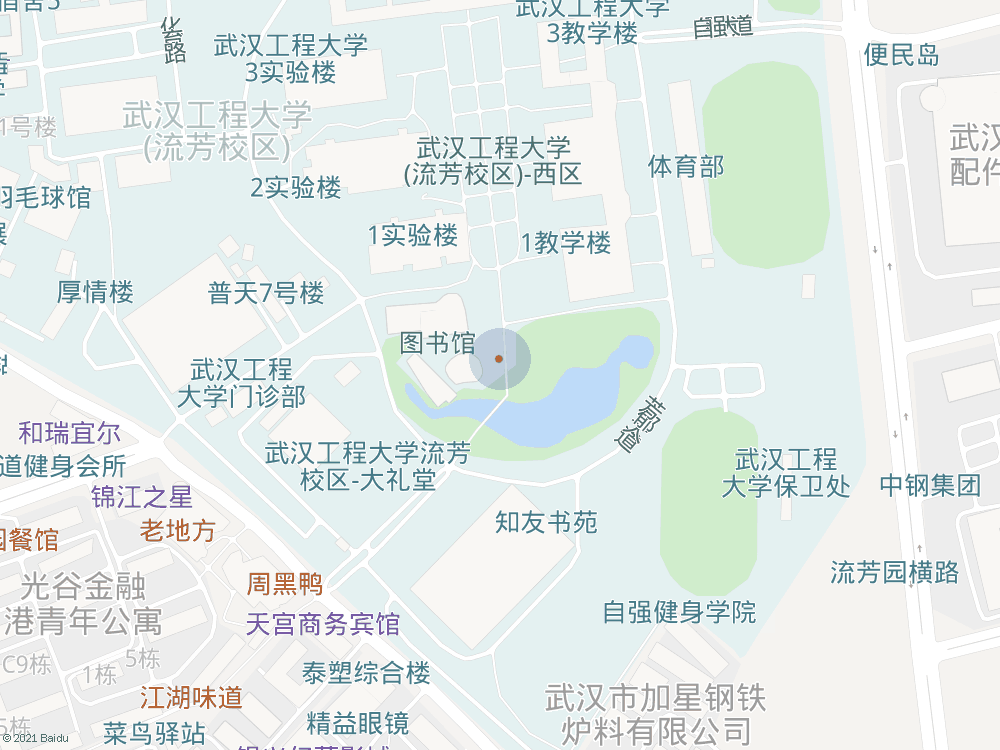 化育路
武汉工程大学
3教学楼
自强大道
便民岛
武汉工程大学
3实验楼
武汉工程大学
(流芳校区)
1号楼
武汉工程大学
(流芳校区)-西区
体育部
配件
2实验楼
羽毛球馆
1实验楼
1教学楼
厚情楼
普天7号楼
图书馆
武汉工程
大学门诊部
和瑞宜尔
道健身会所
锦江之星
老地方
武汉工程大学流芳
校区-大礼堂
武汉工程
大学保卫处
中钢集团
知友书苑
餐馆
光谷金融
港青年公寓
周黑鸭
天宫商务宾馆
流芳园横路
自强健身学院
C9栋
1栋
5栋
泰塑综合楼
江湖味道
菜鸟驿站
精益眼镜
武汉市加星钢铁
炉料有限公司
© 2021 Baidu